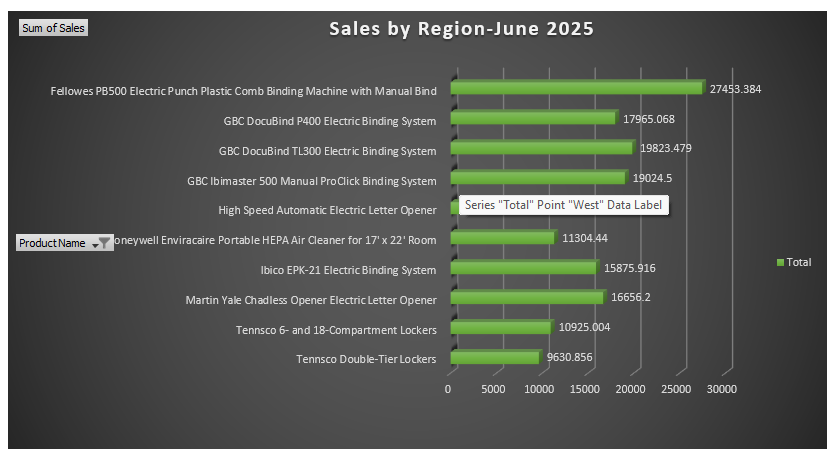 Sum of Sales
Sales by Region-June 2025
Fellowes PB500 Electric Punch Plastic Comb Binding Machine with Manual Bind
27453.384
GBC DocuBind P400 Electric Binding System
17965.068
GBC DocuBind TL300 Electric Binding System
19823.479
GBC Ibimaster 500 Manual ProClick Binding System
19024.5
High Speed Automatic Electric Letter Opener
Series "Total" Point "West" Data Label
ProductName
oneywell Enviracaire Portable HEPA Air Cleaner for 17' x 22' Room
11304.44
Ibico EPK-21 Electric Binding System
15875.916
Total
Martin Yale Chadless Opener Electric Letter Opener
16656.2
Tennsco 6- and 18-Compartment Lockers
10925.004
Tennsco Double-Tier Lockers
9630.856
0 5000 10000 15000 20000 25000 30000